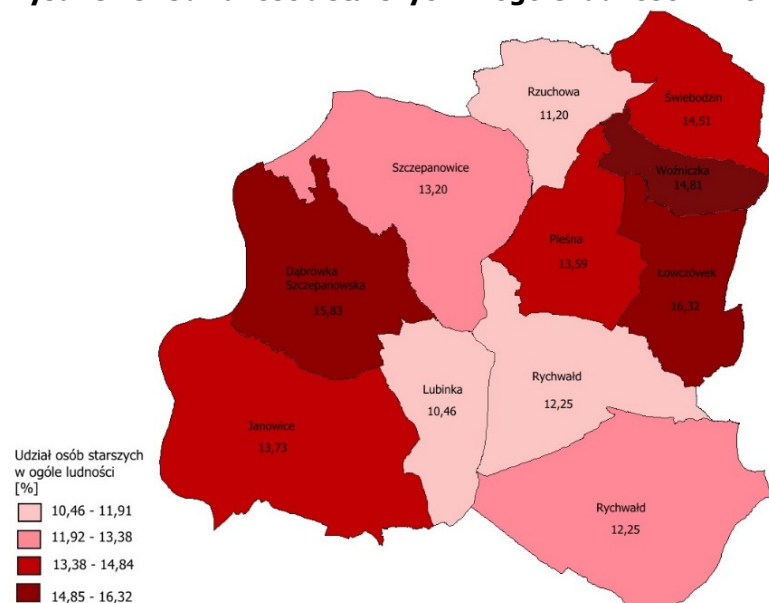 Rzuchowa
11,20
Świebodzin
14,51
Szczepanowice
13,20
Woźniczka
14,81
Pleśna
13,59
Łowczówek
16,32
Dąbrówka
Szczepanowska
15,83
Lubinka
10,46
Rychwałd
12,25
Janowice
13,73
Rychwałd
12,25
Udział osób starszych
w ogóle ludności
[%]
10,46 - 11,91
11,92 - 13,38
13,38 - 14,84
14,85 - 16,32